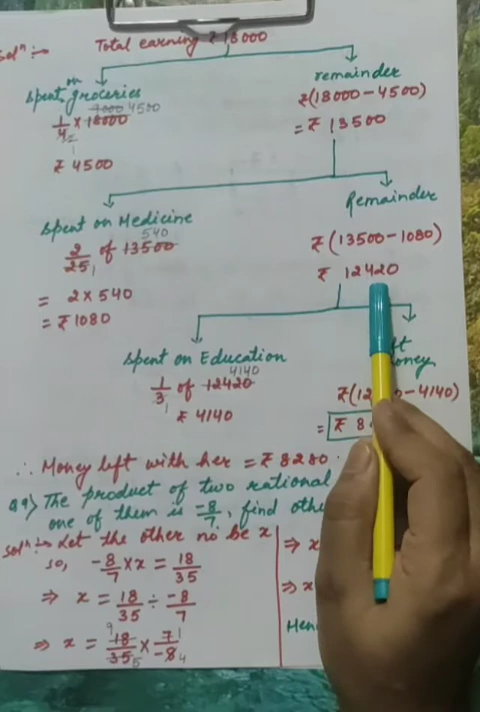 Solⁿ:→ Total earning ₹ 18000
Spent on groceries
1/4 × 18000 4500
₹ 4500
remainder
₹(18000-4500)
= ₹ 13500
Spent on Medicine
2/25 of 13500 540
= 2 × 540
= ₹ 1080
Remainder
₹(13500-1080)
₹ 12420
Spent on Education
1/3 of 12420 4140
₹ 4140
₹(12 -4140)
= ₹ 8
∴ Money left with her = ₹ 8280.
The product of two rational
one of them is -8/7, find
Solⁿ:→ Let the other no be x
so, -8/7 × x = 18/35
⇒ x = 18/35 ÷ -8/7
⇒ x = 18/35 × 7/-8
⇒ x
⇒ x